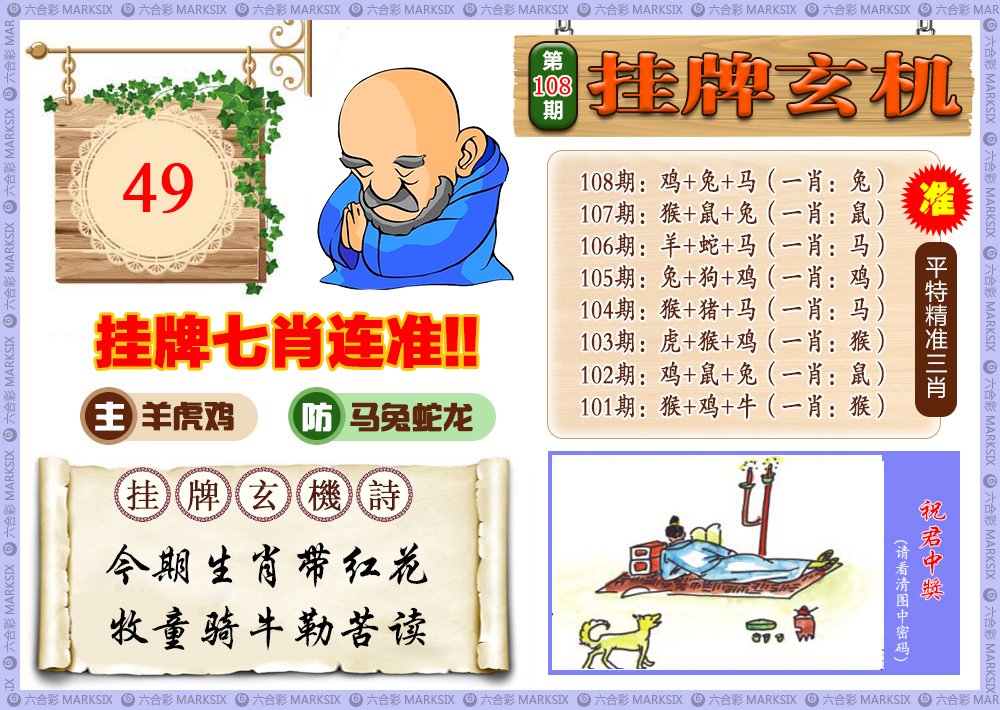 六合彩 MARKSIX
49
挂牌七肖连准!!
主 羊虎鸡
防 马兔蛇龙
挂牌玄機詩
今期生肖带红花
牧童骑牛勒苦读
第108期
挂牌玄机
108期：鸡+兔+马（一肖：兔）
107期：猴+鼠+兔（一肖：鼠）
106期：羊+蛇+马（一肖：马）
105期：兔+狗+鸡（一肖：鸡）
104期：猴+猪+马（一肖：马）
103期：虎+猴+鸡（一肖：猴）
102期：鸡+鼠+兔（一肖：鼠）
101期：猴+鸡+牛（一肖：猴）
准
平特精准三肖
祝君中獎
（请看清图中密码）